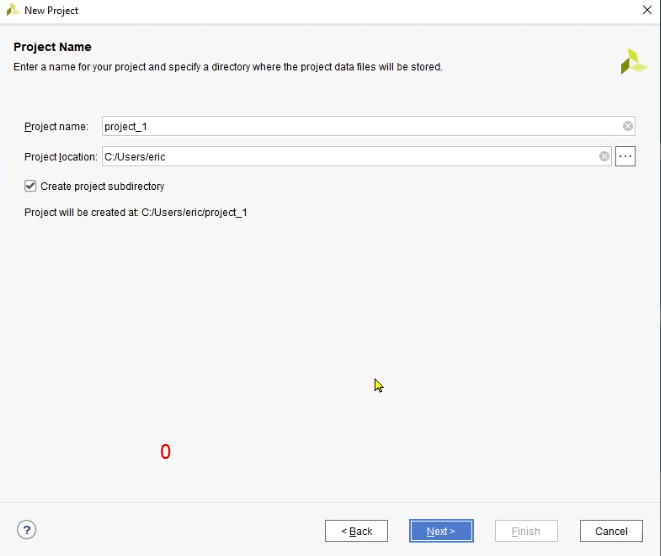 New Project
Project Name
Enter a name for your project and specify a directory where the project data files will be stored.
Project name: project_1
Project location: C:/Users/eric ...
Create project subdirectory
Project will be created at: C:/Users/eric/project_1
0
? < Back Next > Finish Cancel